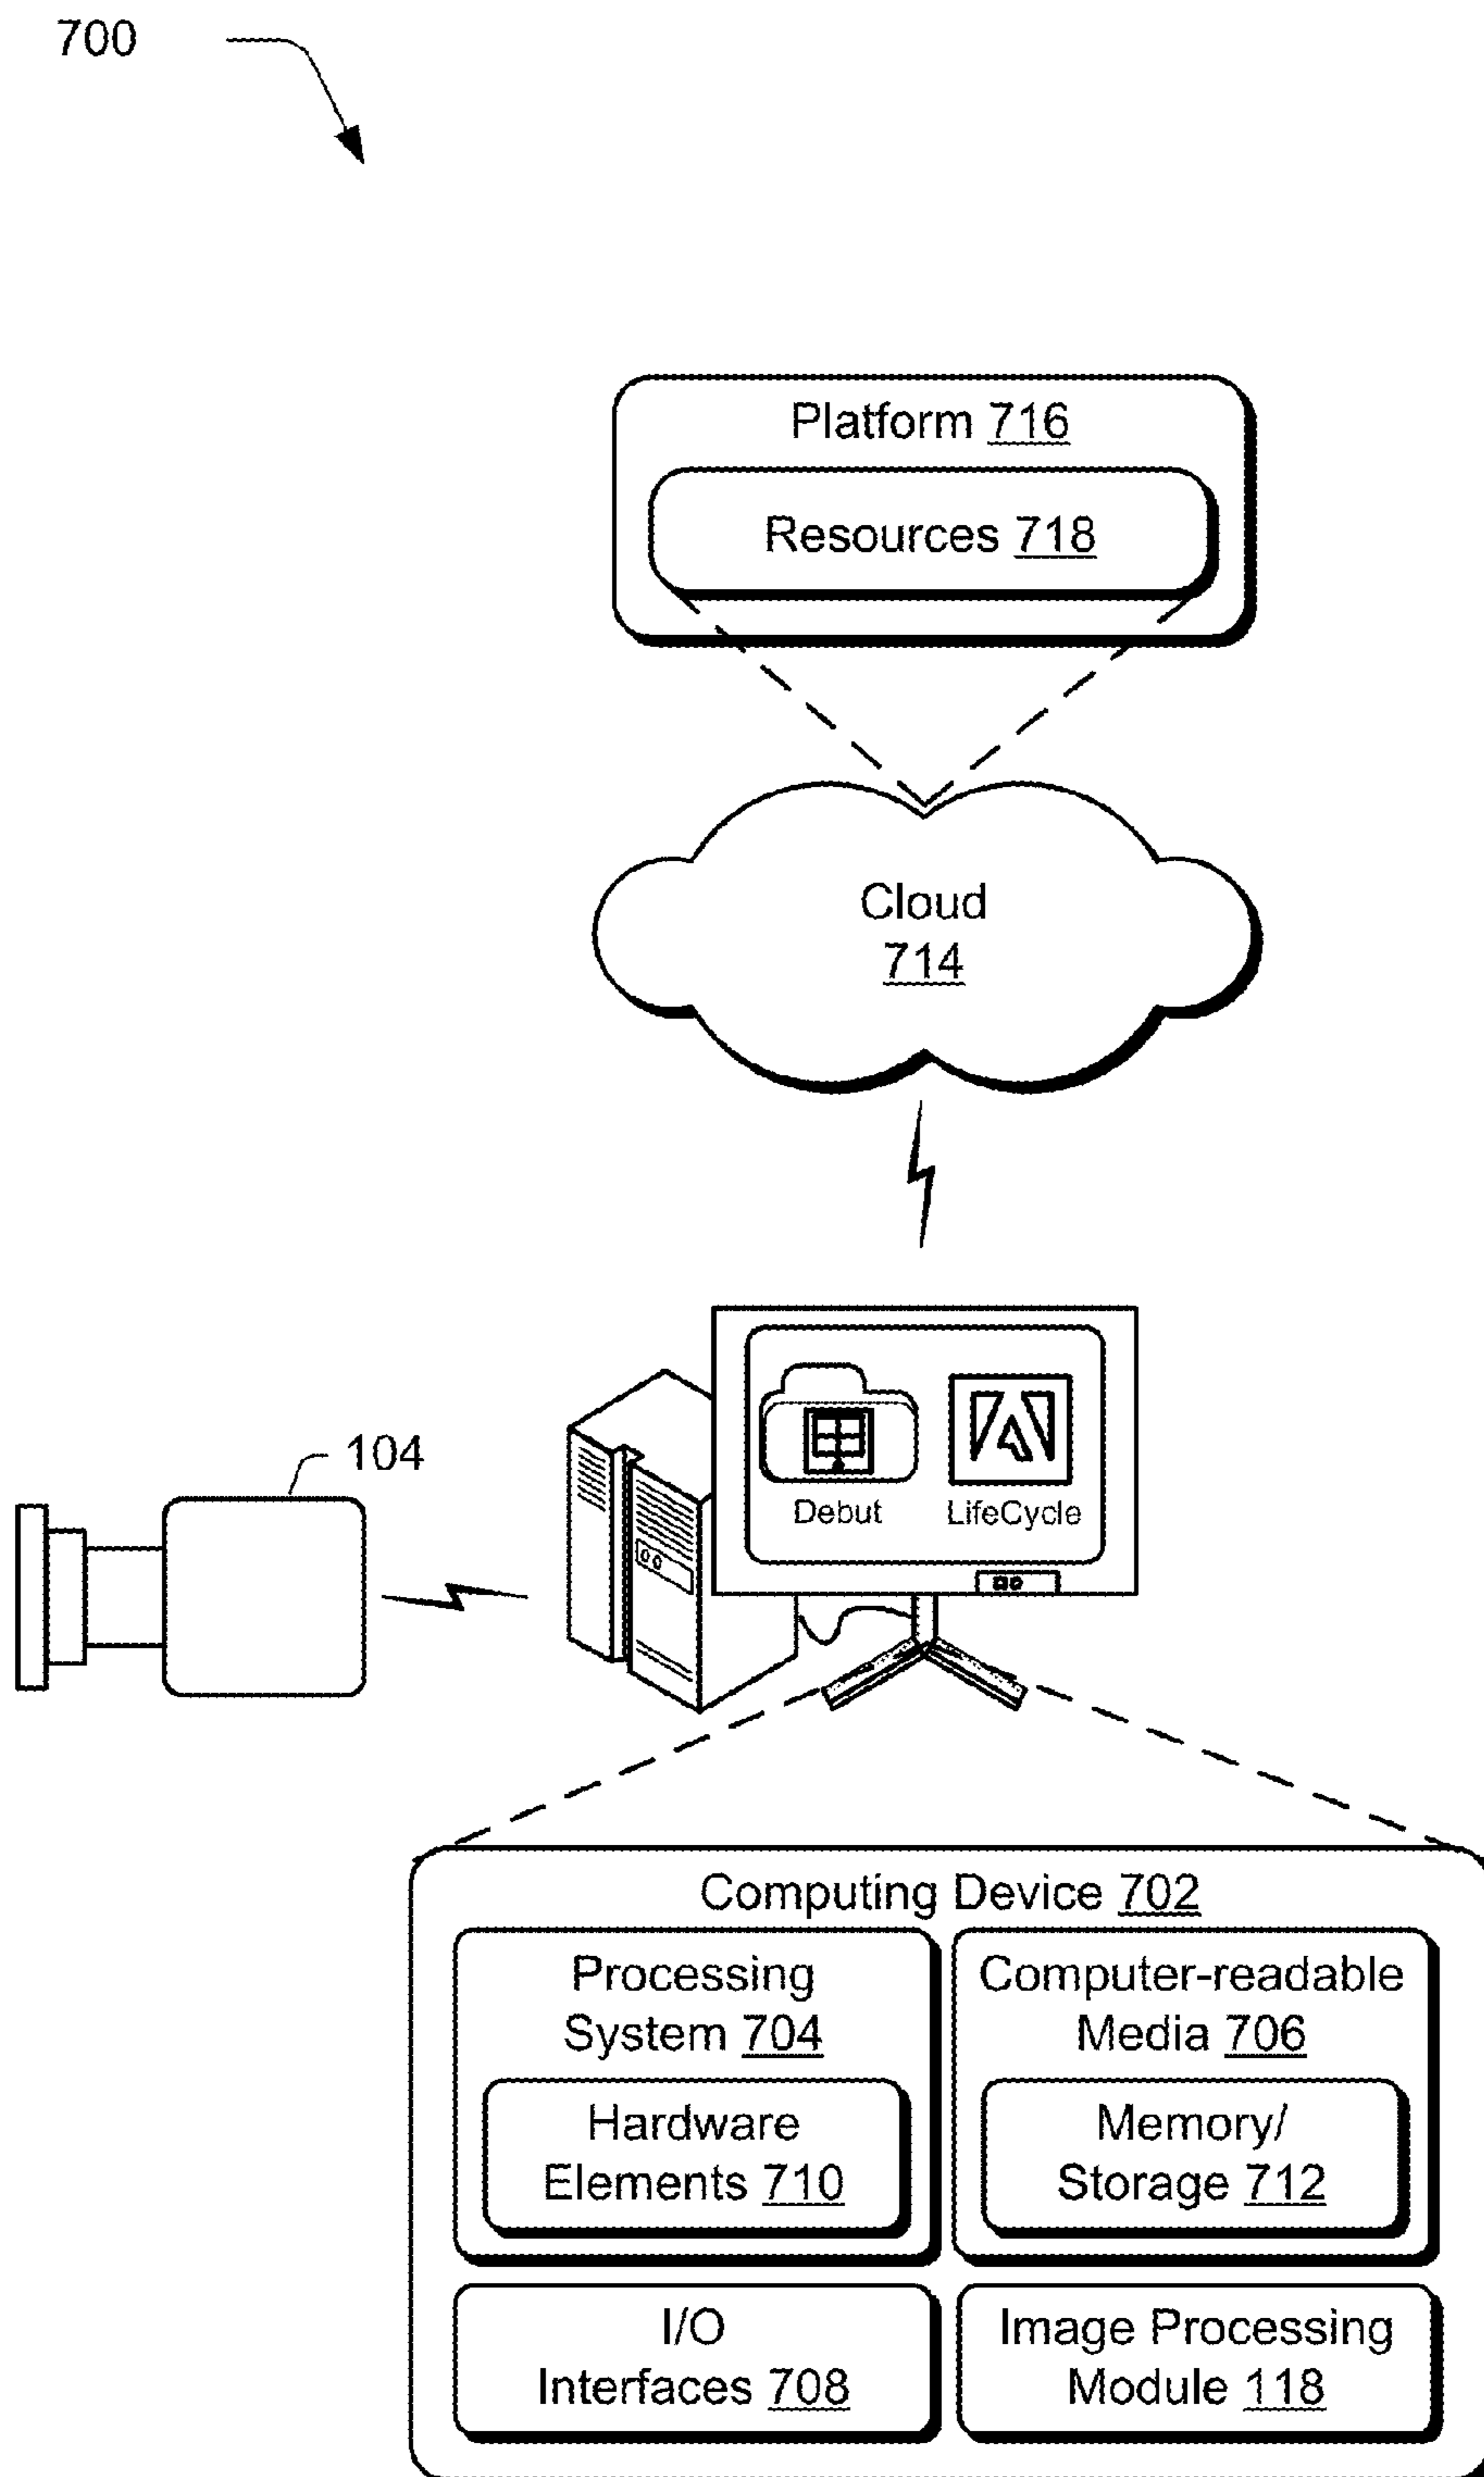 700
Platform 716
Resources 718
Cloud
714
104
Debut LifeCycle
Computing Device 702
Processing
System 704
Hardware
Elements 710
Computer-readable
Media 706
Memory/
Storage 712
I/O
Interfaces 708
Image Processing
Module 118